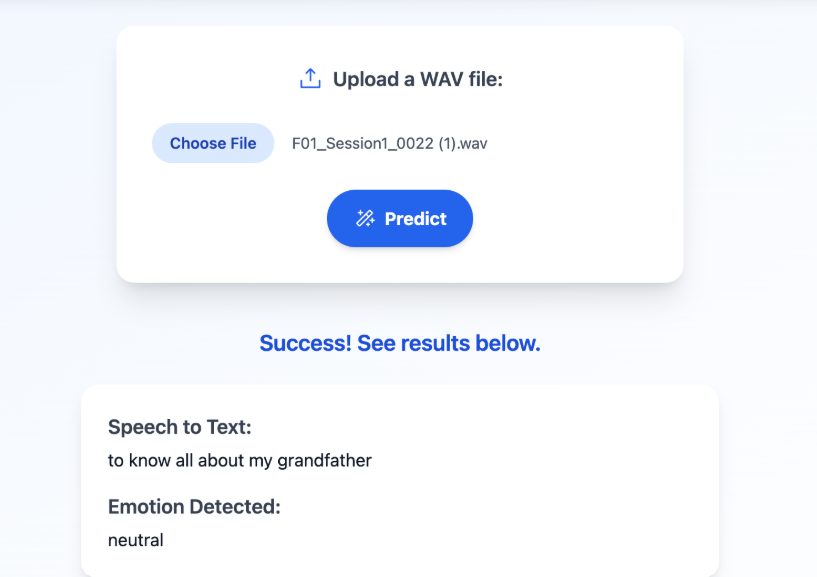 Upload a WAV file:
Choose File F01_Session1_0022 (1).wav
Predict
Success! See results below.
Speech to Text:
to know all about my grandfather
Emotion Detected:
neutral